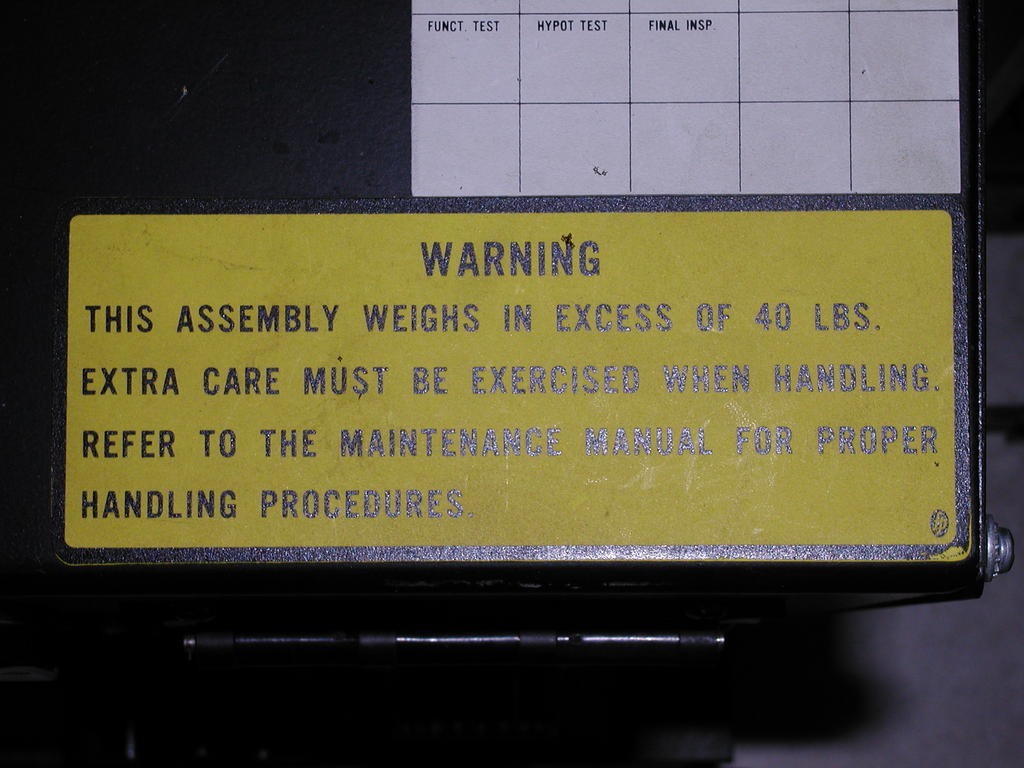 FUNCT. TEST HYPOT TEST FINAL INSP.
WARNING
THIS ASSEMBLY WEIGHS IN EXCESS OF 40 LBS.
EXTRA CARE MUST BE EXERCISED WHEN HANDLING.
REFER TO THE MAINTENANCE MANUAL FOR PROPER
HANDLING PROCEDURES.